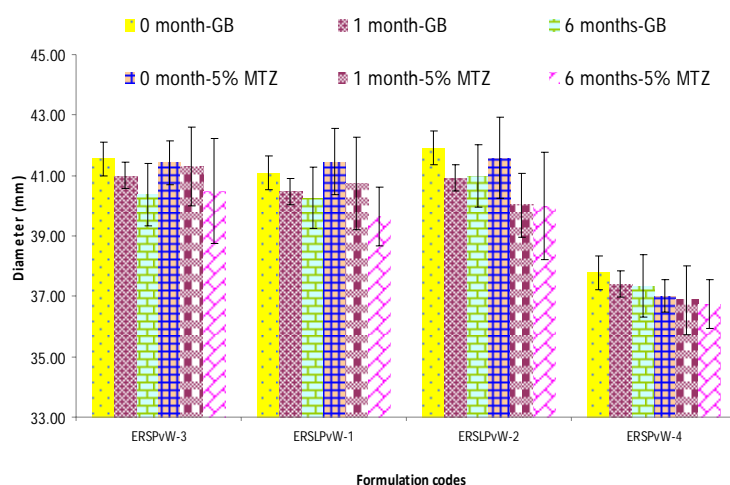 0 month-GB 1 month-GB 6 months-GB
0 month-5% MTZ 1 month-5% MTZ 6 months-5% MTZ
45.00
43.00
41.00
39.00
37.00
35.00
33.00
Diameter (mm)
ERSPvW-3 ERSLPvW-1 ERSLPvW-2 ERSPvW-4
Formulation codes